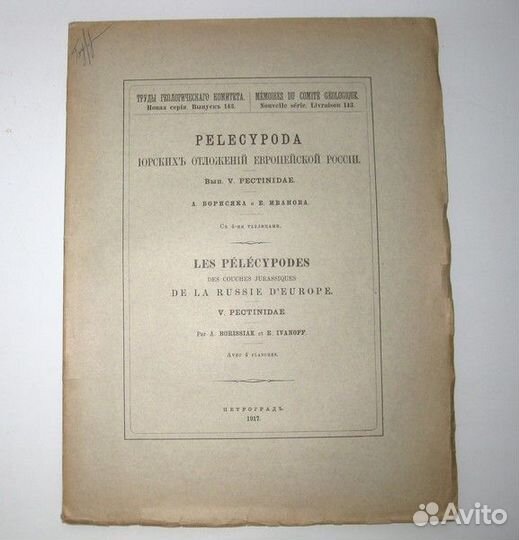 ТРУДЫ ГЕОЛОГИЧЕСКАГО КОМИТЕТА.
Новая серія. Выпускъ 143.
MÉMOIRES DU COMITÉ GÉOLOGIQUE.
Nouvelle série. Livraison 143.
PELECYPODA
ЮРСКИХЪ ОТЛОЖЕНІЙ ЕВРОПЕЙСКОЙ РОССІИ.
Вып. V. PECTINIDAE.
А. БОРИСЯКА и Е. ИВАНОВА.
Съ 4-мя таблицами.
LES PÉLÉCYPODES
DES COUCHES JURASSIQUES
DE LA RUSSIE D'EUROPE.
V. PECTINIDAE
Par A. BORISSIAK et E. IVANOFF.
Avec 4 planches.
ПЕТРОГРАДЪ.
1917.
Avito